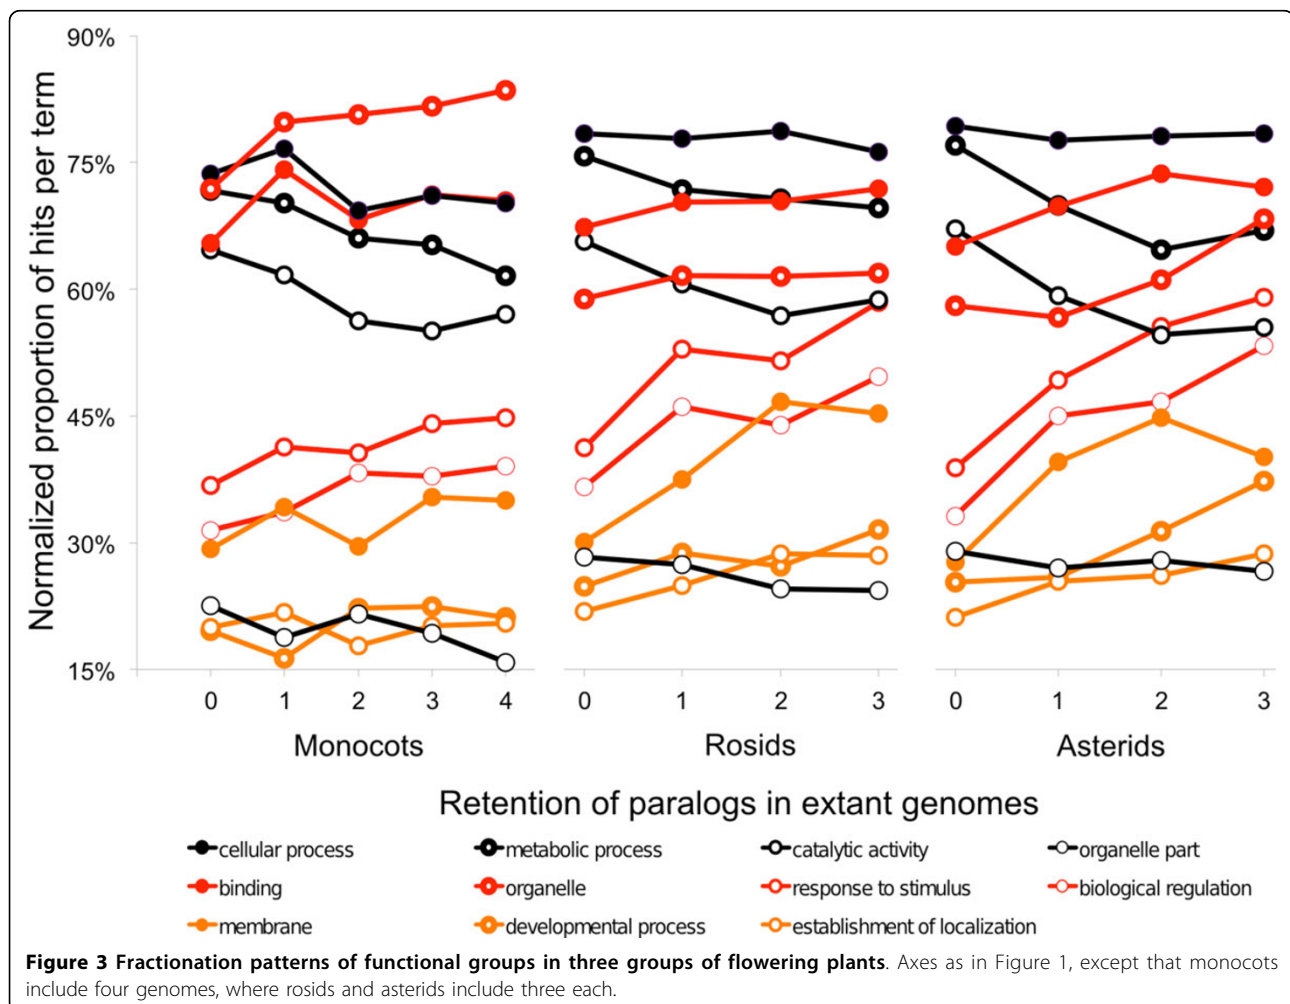 Normalized proportion of hits per term
90%
75%
60%
45%
30%
15%
0 1 2 3 4
0 1 2 3
0 1 2 3
Monocots
Rosids
Asterids
Retention of paralogs in extant genomes
cellular process metabolic process catalytic activity organelle part
binding organelle response to stimulus biological regulation
membrane developmental process establishment of localization
Figure 3 Fractionation patterns of functional groups in three groups of flowering plants. Axes as in Figure 1, except that monocots
include four genomes, where rosids and asterids include three each.